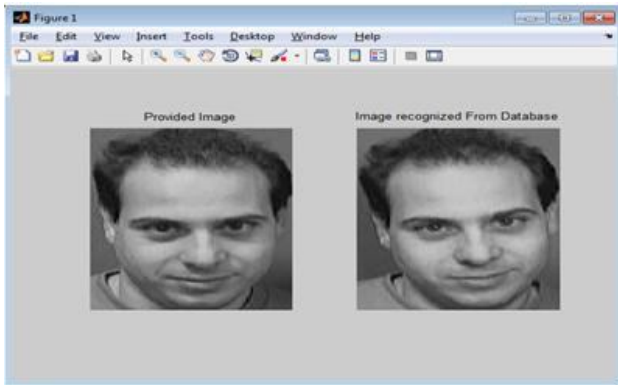 Figure 1
File Edit View Insert Tools Desktop Window Help
Provided Image
Image recognized From Database